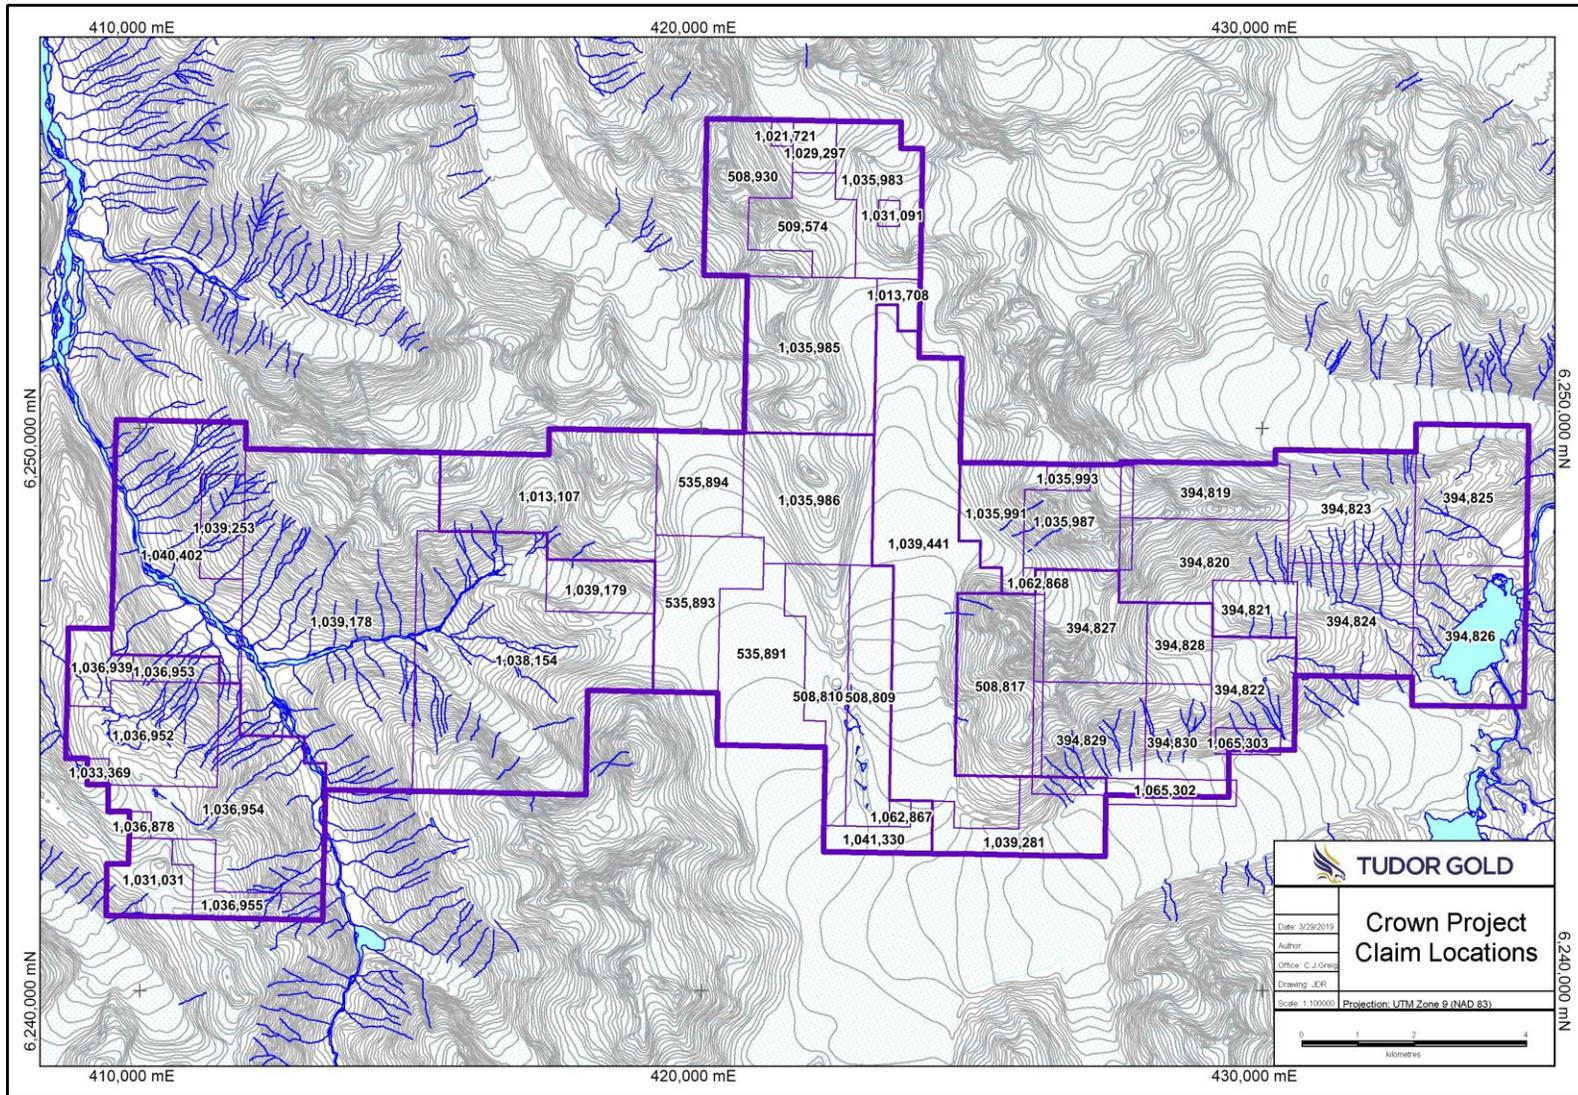 410,000 mE
420,000 mE
430,000 mE
1,021,721
1,029,297
508,930
1,035,983
1,031,091
509,574
1,013,708
1,035,985
6,250,000 mN
6,250,000 mN
1,013,107
535,894
1,035,986
1,035,993
1,035,991
1,035,987
394,819
394,823
394,825
1,039,253
1,040,402
1,039,441
394,820
1,062,868
1,039,179
535,893
394,821
1,039,178
394,827
394,824
394,826
1,036,939
1,036,953
1,038,154
535,891
394,828
508,817
394,822
508,810
508,809
1,036,952
394,829
394,830
1,065,303
1,033,369
1,065,302
1,036,954
1,036,878
1,062,867
1,041,330
1,039,281
1,031,031
1,036,955
6,240,000 mN
6,240,000 mN
TUDOR GOLD
Crown Project
Claim Locations
Date: 3/29/2019
Author:
Office: C.J.Greig
Drawing: JDR
Scale: 1:100000
Projection: UTM Zone 9 (NAD 83)
0 1 2 4
kilometres
410,000 mE
420,000 mE
430,000 mE